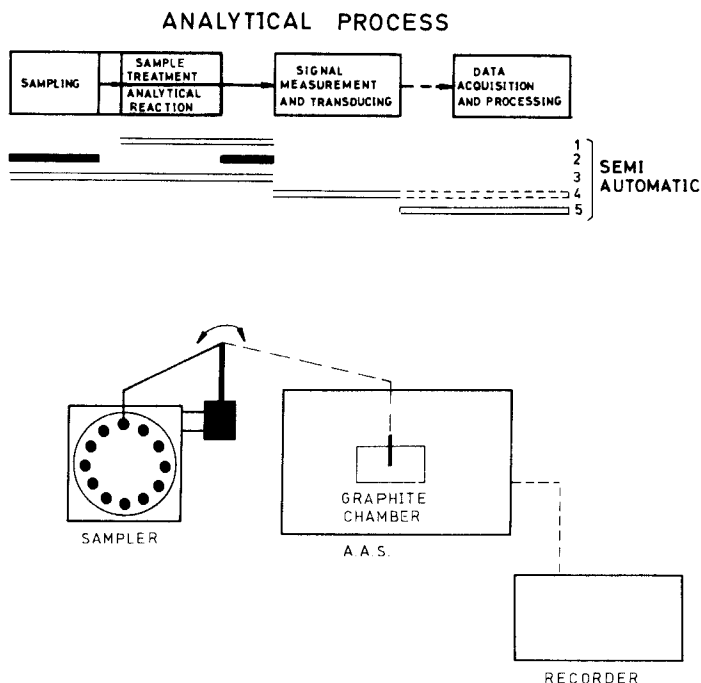 ANALYTICAL PROCESS
SAMPLING
SAMPLE
TREATMENT
ANALYTICAL
REACTION
SIGNAL
MEASUREMENT
AND TRANSDUCING
DATA
ACQUISITION
AND PROCESSING
1
2
3
4
5
SEMI
AUTOMATIC
SAMPLER
GRAPHITE
CHAMBER
A.A.S.
RECORDER